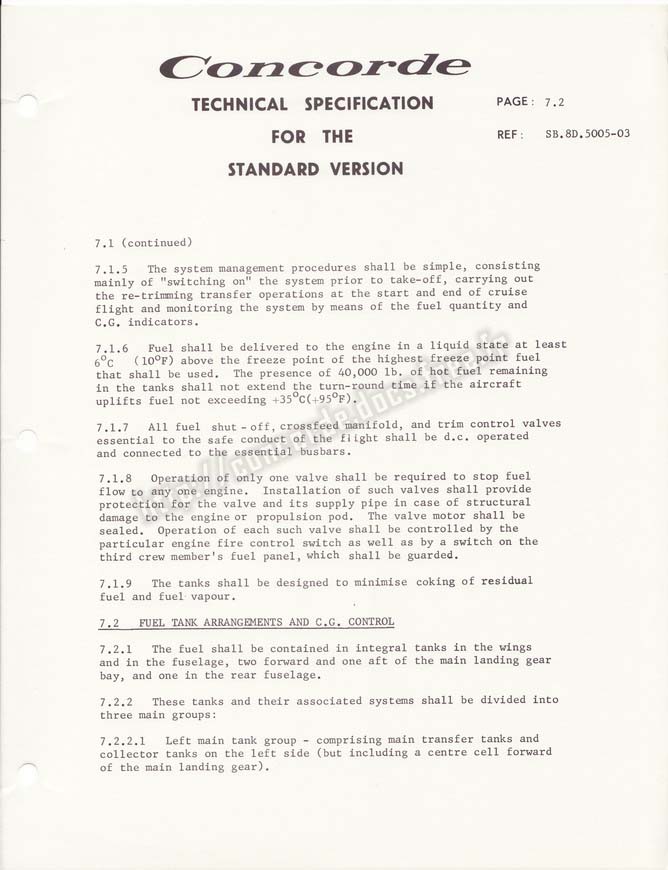 Concorde
TECHNICAL SPECIFICATION
FOR THE
STANDARD VERSION
PAGE: 7.2
REF: SB.8D.5005-03
7.1 (continued)
7.1.5 The system management procedures shall be simple, consisting
mainly of "switching on" the system prior to take-off, carrying out
the re-trimming transfer operations at the start and end of cruise
flight and monitoring the system by means of the fuel quantity and
C.G. indicators.
7.1.6 Fuel shall be delivered to the engine in a liquid state at least
6°C (10°F) above the freeze point of the highest freeze point fuel
that shall be used. The presence of 40,000 lb. of hot fuel remaining
in the tanks shall not extend the turn-round time if the aircraft
uplifts fuel not exceeding +35°C(+95°F).
7.1.7 All fuel shut-off, crossfeed manifold, and trim control valves
essential to the safe conduct of the flight shall be d.c. operated
and connected to the essential busbars.
7.1.8 Operation of only one valve shall be required to stop fuel
flow to any one engine. Installation of such valves shall provide
protection for the valve and its supply pipe in case of structural
damage to the engine or propulsion pod. The valve motor shall be
sealed. Operation of each such valve shall be controlled by the
particular engine fire control switch as well as by a switch on the
third crew member's fuel panel, which shall be guarded.
7.1.9 The tanks shall be designed to minimise coking of residual
fuel and fuel vapour.
7.2 FUEL TANK ARRANGEMENTS AND C.G. CONTROL
7.2.1 The fuel shall be contained in integral tanks in the wings
and in the fuselage, two forward and one aft of the main landing gear
bay, and one in the rear fuselage.
7.2.2 These tanks and their associated systems shall be divided into
three main groups:
7.2.2.1 Left main tank group - comprising main transfer tanks and
collector tanks on the left side (but including a centre cell forward
of the main landing gear).
http://concorde.docs.free.fr